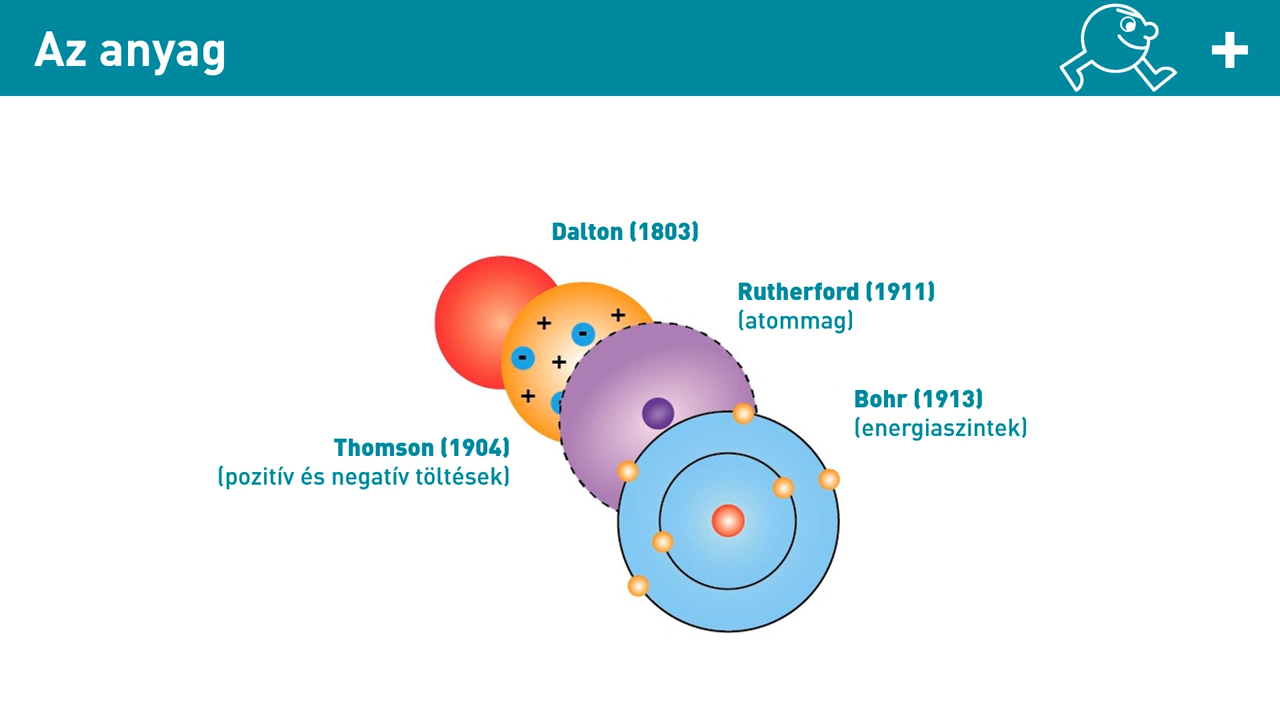 Az anyag
+
Dalton (1803)
Rutherford (1911)
(atommag)
Bohr (1913)
(energiaszintek)
Thomson (1904)
(pozitív és negatív töltések)
+ - +
- +
+